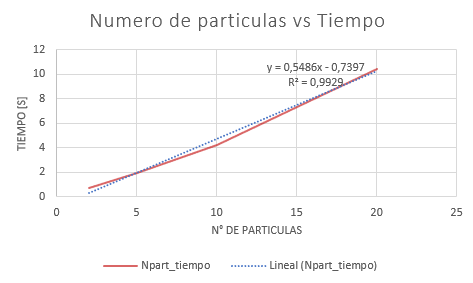 Numero de particulas vs Tiempo
12
10
8
6
4
2
0
TIEMPO [S]
y = 0,5486x - 0,7397
R² = 0,9929
0 5 10 15 20 25
N° DE PARTICULAS
Npart_tiempo Lineal (Npart_tiempo)